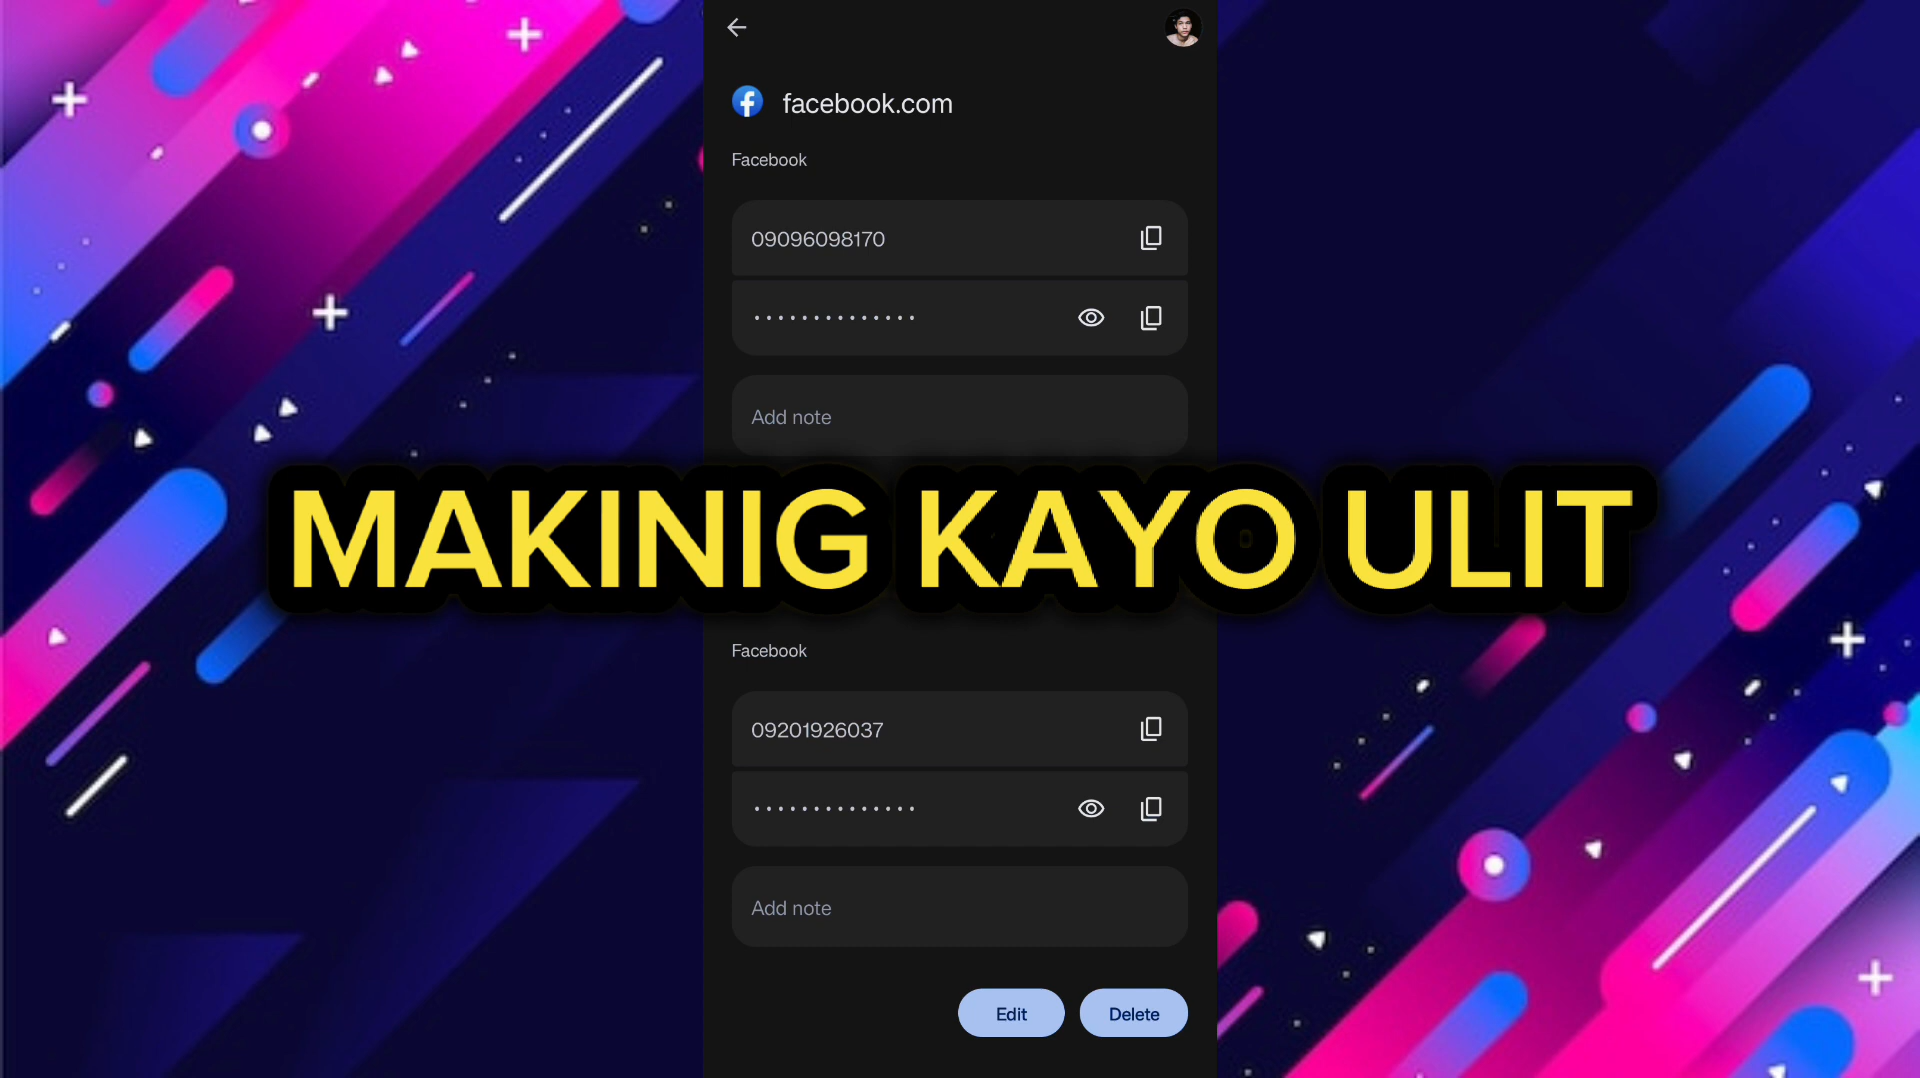 facebook.com
Facebook
09096098170
••••••••••••••
Add note
MAKINIG KAYO ULIT
Facebook
09201926037
••••••••••••••
Add note
Edit
Delete